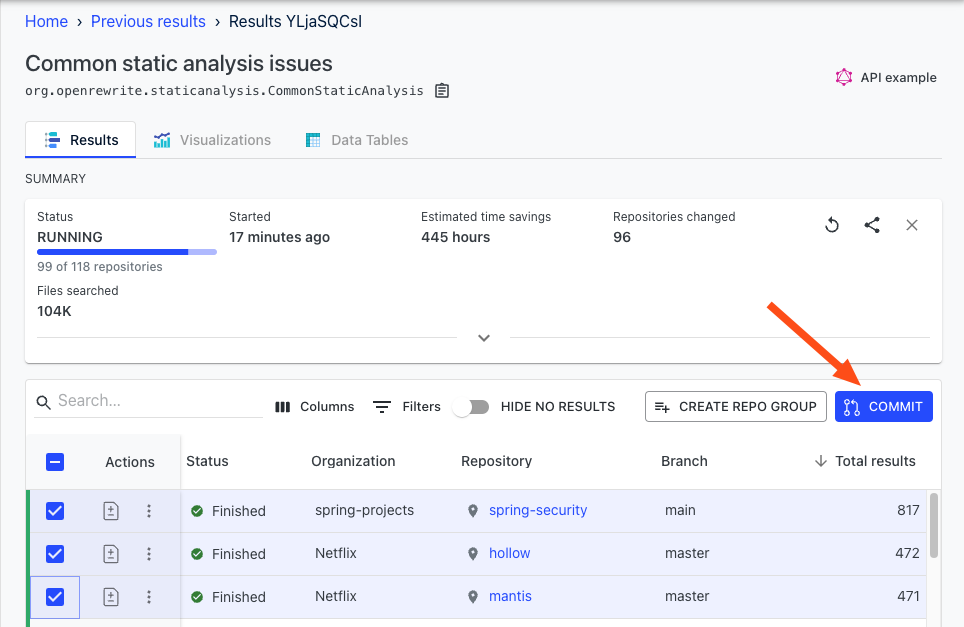 Home › Previous results › Results YLjaSQCsI
Common static analysis issues
org.openrewrite.staticanalysis.CommonStaticAnalysis
API example
Results Visualizations Data Tables
SUMMARY
Status Started Estimated time savings Repositories changed
RUNNING 17 minutes ago 445 hours 96
99 of 118 repositories
Files searched
104K
Search... Columns Filters HIDE NO RESULTS CREATE REPO GROUP COMMIT
Actions Status Organization Repository Branch Total results
Finished spring-projects spring-security main 817
Finished Netflix hollow master 472
Finished Netflix mantis master 471